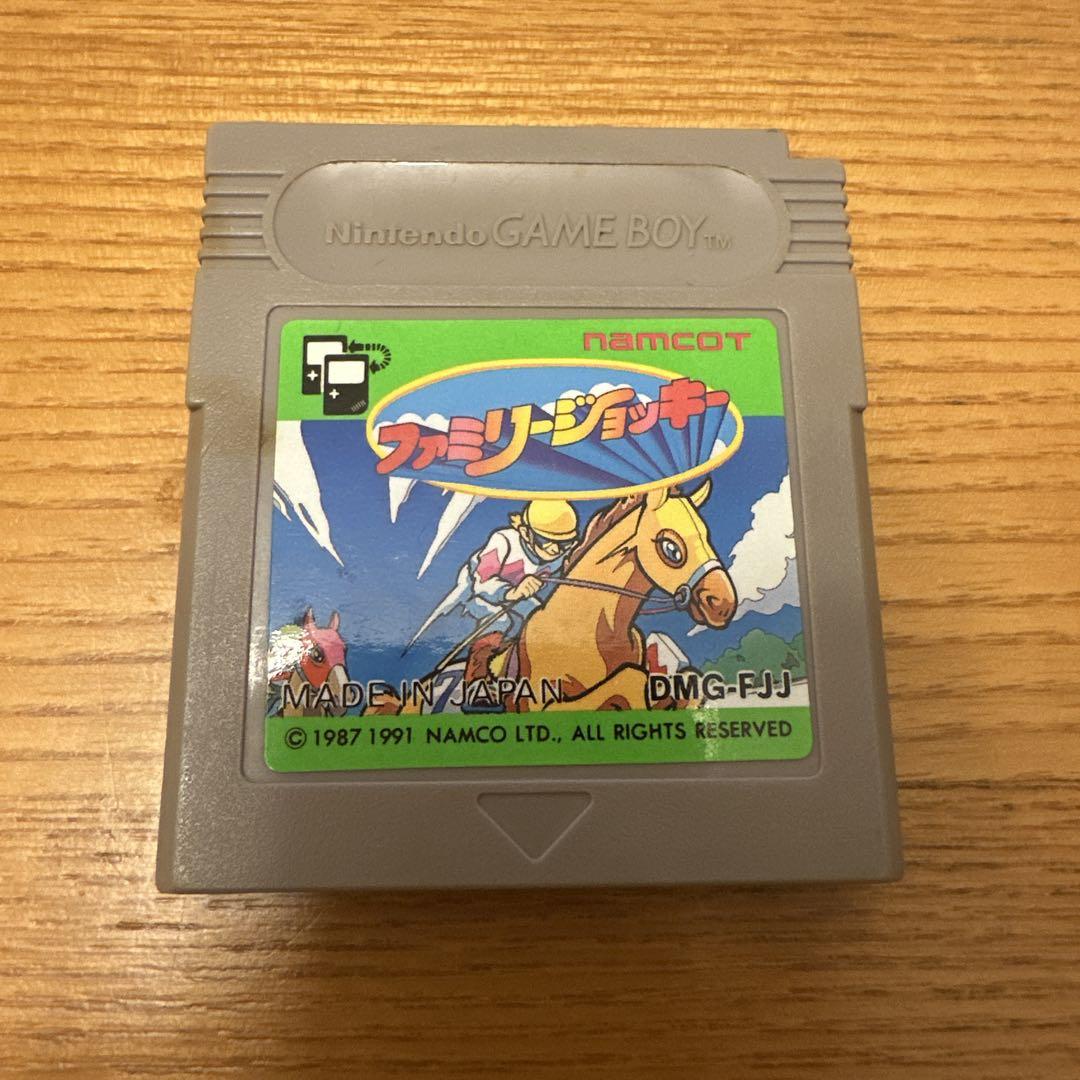 Nintendo GAME BOY™
namcoT
ファミリージョッキー
7
L
MADE IN JAPAN
DMG-FJJ
© 1987 1991 NAMCO LTD., ALL RIGHTS RESERVED